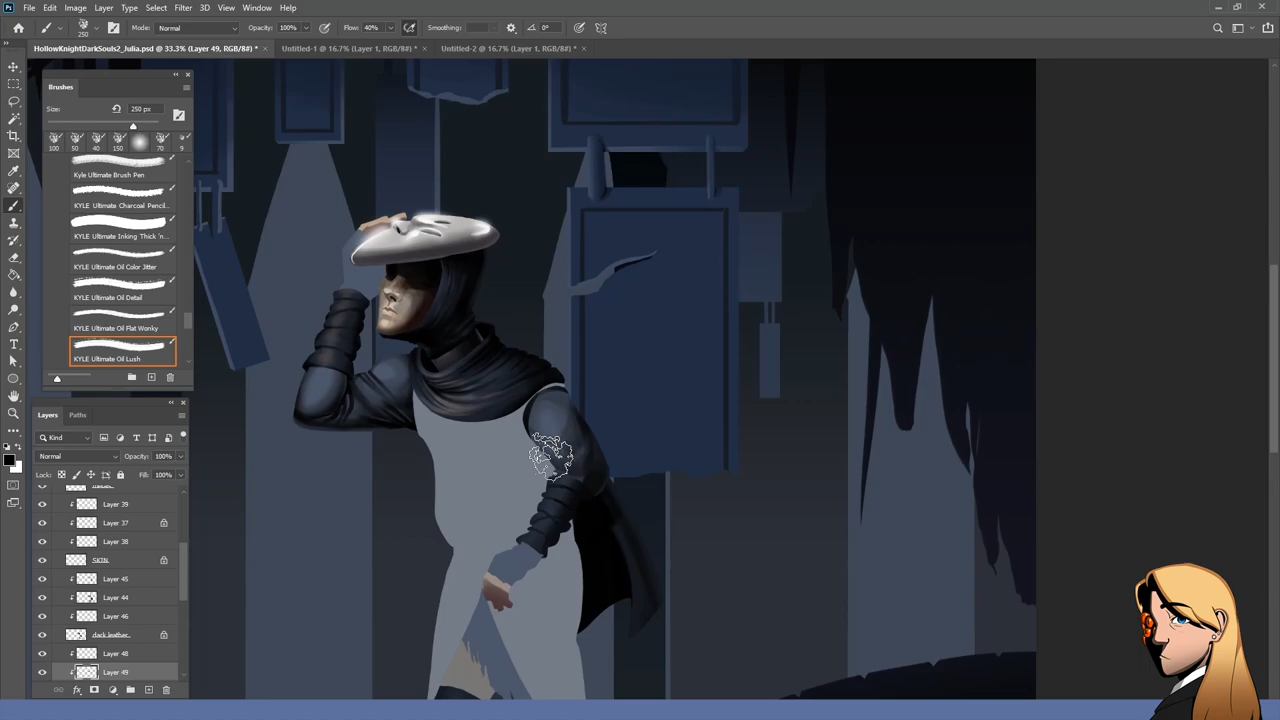 Ps File Edit Image Layer Type Select Filter 3D View Window Help
250 Mode: Normal Opacity: 100% Flow: 40% Smoothing: 0°
HollowKnightDarkSouls2_Julia.psd @ 33.3% (Layer 49, RGB/8#) * × Untitled-1 @ 16.7% (Layer 1, RGB/8#) * × Untitled-2 @ 16.7% (Layer 1, RGB/8#) * ×
Brushes
Size: 250 px
100 50 40 150 70 9
Kyle Ultimate Brush Pen
KYLE Ultimate Charcoal Pencil...
KYLE Ultimate Inking Thick 'n...
KYLE Ultimate Oil Color Jitter
KYLE Ultimate Oil Detail
KYLE Ultimate Oil Flat Wonky
KYLE Ultimate Oil Lush
Layers Paths
Kind
Normal Opacity: 100%
Lock: Fill: 100%
Layer 39
Layer 37
Layer 38
SKIN
Layer 45
Layer 44
Layer 46
dark leather
Layer 48
Layer 49
fx